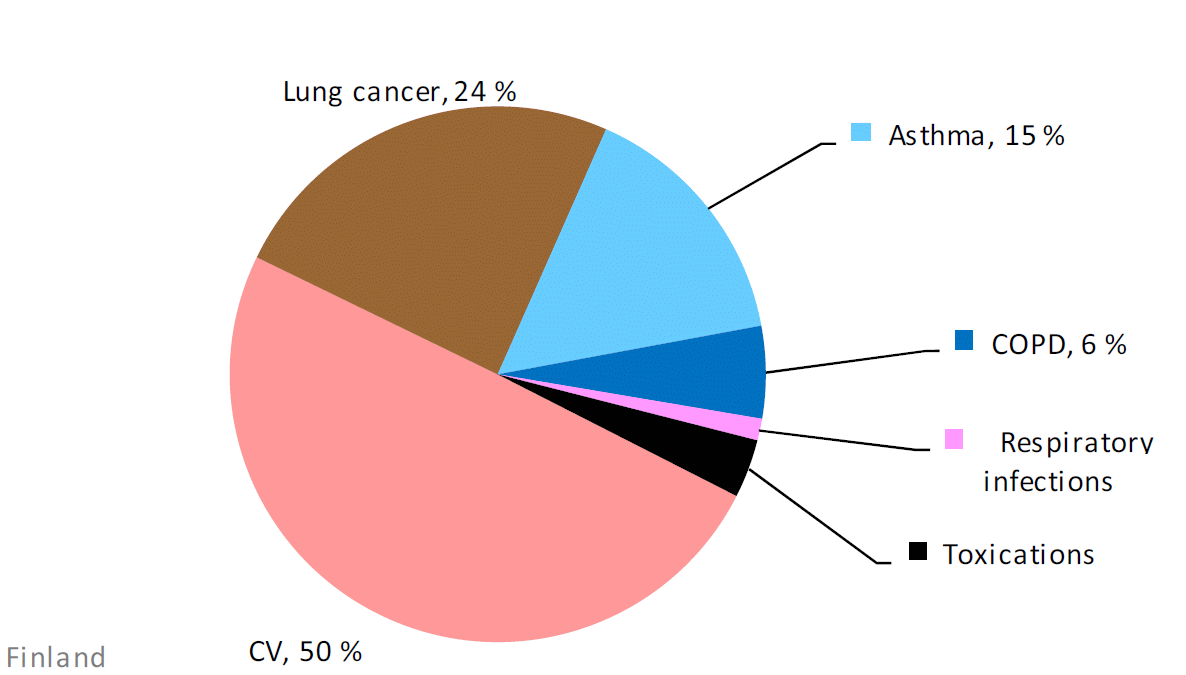 Lung cancer, 24 %
Asthma, 15 %
COPD, 6 %
Respiratory
infections
Toxications
CV, 50 %
Finland